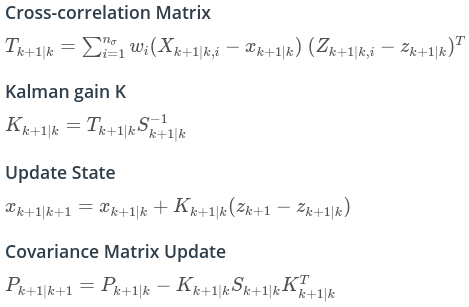 Cross-correlation Matrix
T_{k+1|k} = \sum_{i=1}^{n_\sigma} w_i(X_{k+1|k,i} − x_{k+1|k}) (Z_{k+1|k,i} − z_{k+1|k})^T
Kalman gain K
K_{k+1|k} = T_{k+1|k}S_{k+1|k}^{-1}
Update State
x_{k+1|k+1} = x_{k+1|k} + K_{k+1|k}(z_{k+1} − z_{k+1|k})
Covariance Matrix Update
P_{k+1|k+1} = P_{k+1|k} − K_{k+1|k}S_{k+1|k}K_{k+1|k}^T